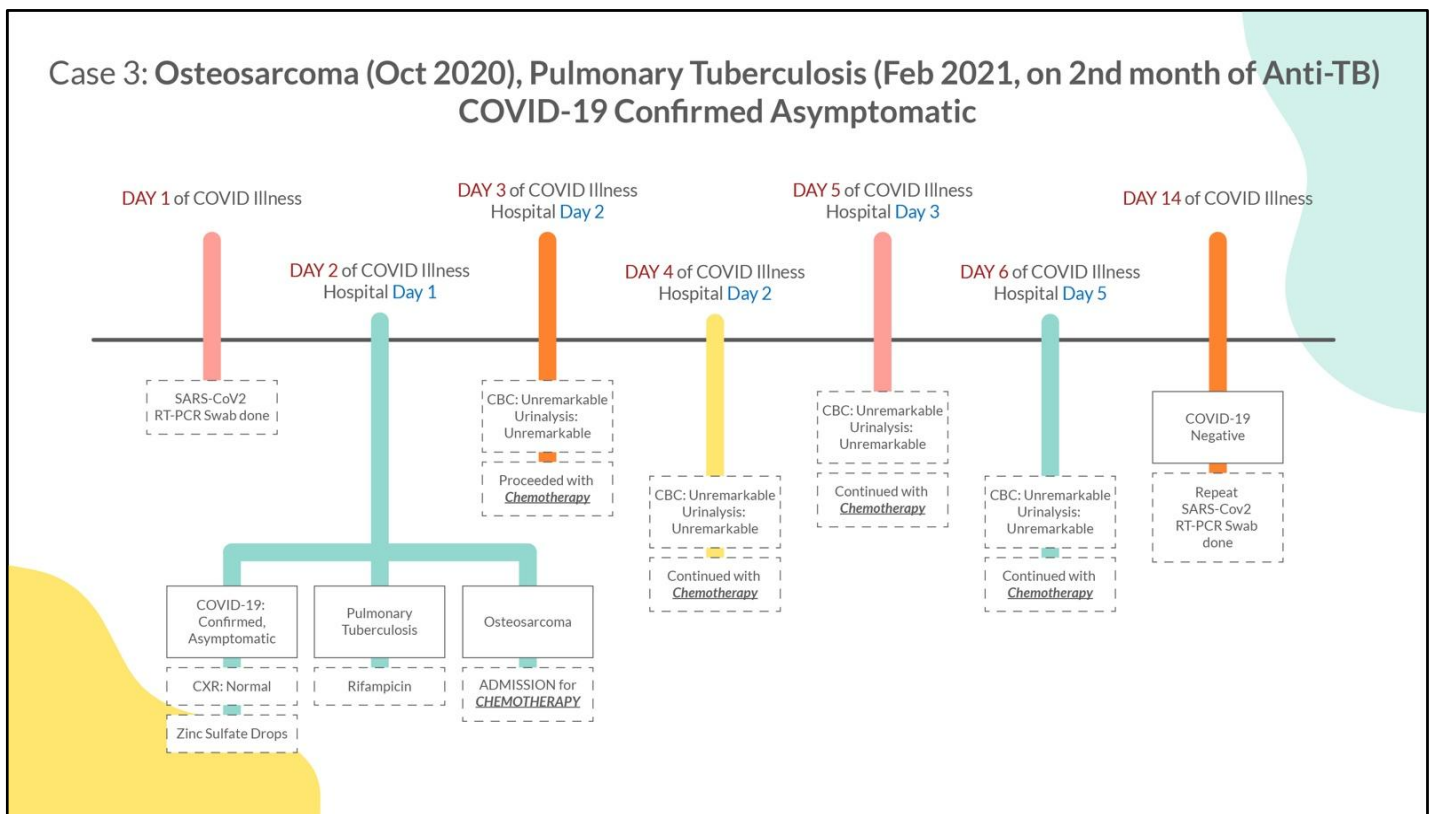 Case 3: Osteosarcoma (Oct 2020), Pulmonary Tuberculosis (Feb 2021, on 2nd month of Anti-TB)
COVID-19 Confirmed Asymptomatic
DAY 1 of COVID Illness
SARS-CoV2
RT-PCR Swab done
DAY 2 of COVID Illness
Hospital Day 1
COVID-19:
Confirmed,
Asymptomatic
CXR: Normal
Zinc Sulfate Drops
Pulmonary
Tuberculosis
Rifampicin
Osteosarcoma
ADMISSION for
CHEMOTHERAPY
DAY 3 of COVID Illness
Hospital Day 2
CBC: Unremarkable
Urinalysis:
Unremarkable
Proceeded with
Chemotherapy
DAY 4 of COVID Illness
Hospital Day 2
CBC: Unremarkable
Urinalysis:
Unremarkable
Continued with
Chemotherapy
DAY 5 of COVID Illness
Hospital Day 3
CBC: Unremarkable
Urinalysis:
Unremarkable
Continued with
Chemotherapy
DAY 6 of COVID Illness
Hospital Day 5
CBC: Unremarkable
Urinalysis:
Unremarkable
Continued with
Chemotherapy
DAY 14 of COVID Illness
COVID-19
Negative
Repeat
SARS-Cov2
RT-PCR Swab
done